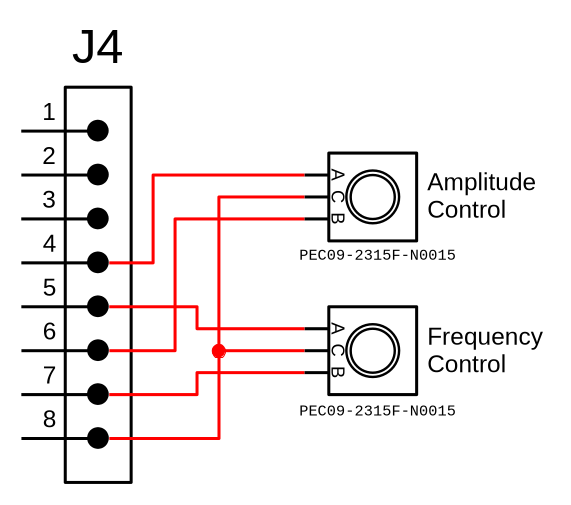 J4
1
2
3
4
5
6
7
8
A
C
B
Amplitude
Control
PEC09-2315F-N0015
A
C
B
Frequency
Control
PEC09-2315F-N0015